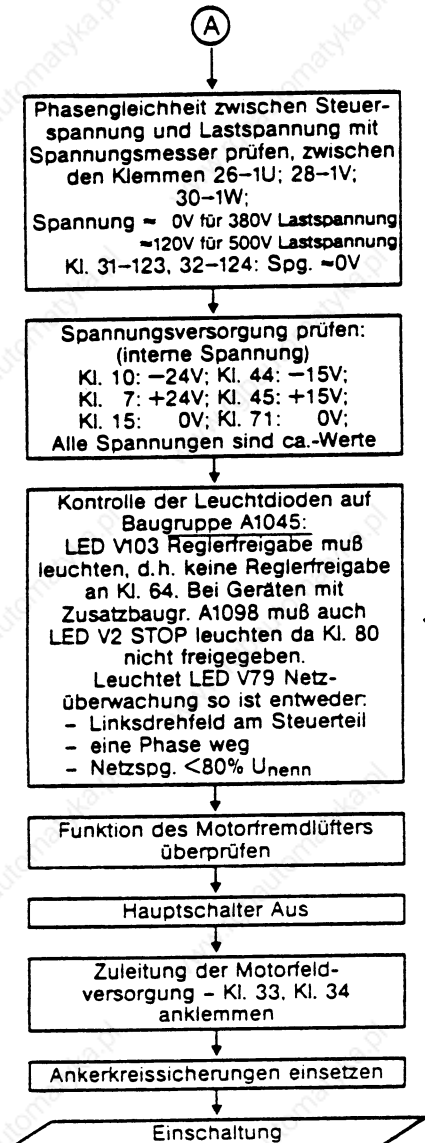 A
Phasengleichheit zwischen Steuer-
spannung und Lastspannung mit
Spannungsmesser prüfen, zwischen
den Klemmen 26–1U; 28–1V;
30–1W;
Spannung ≈ 0V für 380V Lastspannung
≈120V für 500V Lastspannung
Kl. 31–123, 32–124: Spg. ≈0V
Spannungsversorgung prüfen:
(interne Spannung)
Kl. 10: −24V; Kl. 44: −15V;
Kl. 7: +24V; Kl. 45: +15V;
Kl. 15: 0V; Kl. 71: 0V;
Alle Spannungen sind ca.-Werte
Kontrolle der Leuchtdioden auf
Baugruppe A1045:
LED V103 Reglerfreigabe muß
leuchten, d.h. keine Reglerfreigabe
an Kl. 64. Bei Geräten mit
Zusatzbaugr. A1098 muß auch
LED V2 STOP leuchten da Kl. 80
nicht freigegeben.
Leuchtet LED V79 Netz-
überwachung so ist entweder:
– Linksdrehfeld am Steuerteil
– eine Phase weg
– Netzspg. <80% Unenn
Funktion des Motorfremdlüfters
überprüfen
Hauptschalter Aus
Zuleitung der Motorfeld-
versorgung – Kl. 33, Kl. 34
anklemmen
Ankerkreissicherungen einsetzen
Einschaltung